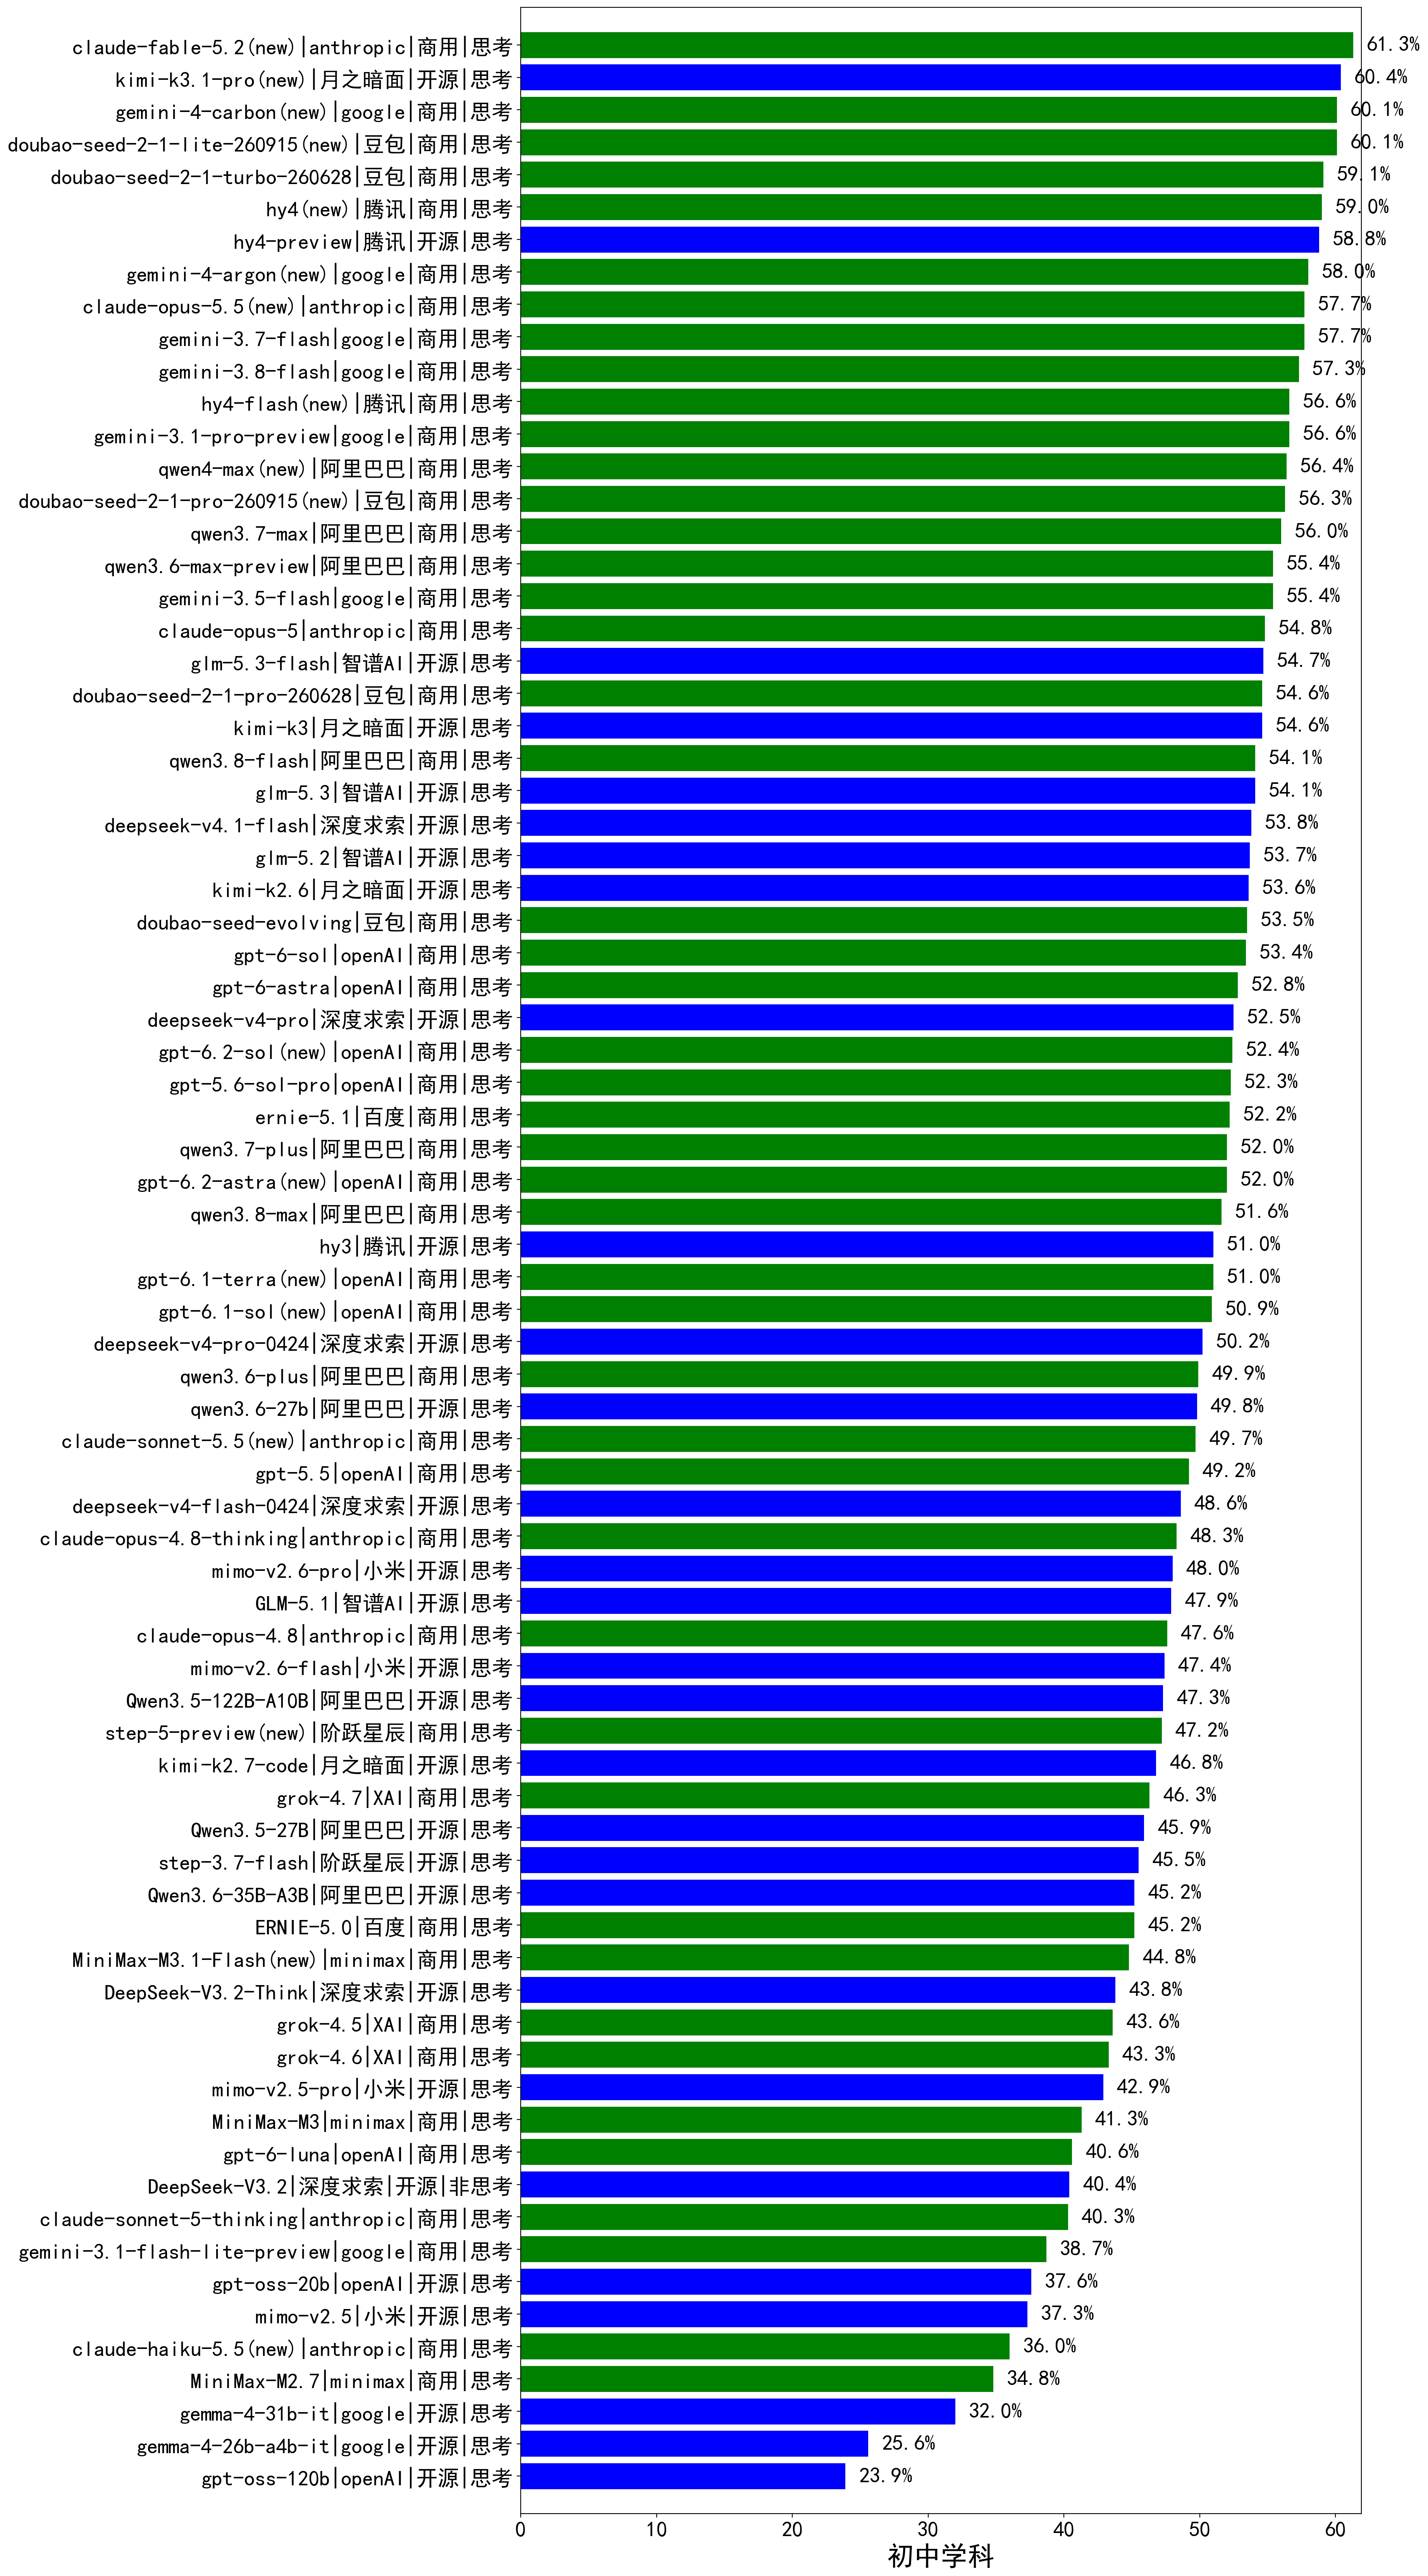 claude-fable-5.2(new)|anthropic|商用|思考 61.3%
kimi-k3.1-pro(new)|月之暗面|开源|思考 60.4%
gemini-4-carbon(new)|google|商用|思考 60.1%
doubao-seed-2-1-lite-260915(new)|豆包|商用|思考 60.1%
doubao-seed-2-1-turbo-260628|豆包|商用|思考 59.1%
hy4(new)|腾讯|商用|思考 59.0%
hy4-preview|腾讯|开源|思考 58.8%
gemini-4-argon(new)|google|商用|思考 58.0%
claude-opus-5.5(new)|anthropic|商用|思考 57.7%
gemini-3.7-flash|google|商用|思考 57.7%
gemini-3.8-flash|google|商用|思考 57.3%
hy4-flash(new)|腾讯|商用|思考 56.6%
gemini-3.1-pro-preview|google|商用|思考 56.6%
qwen4-max(new)|阿里巴巴|商用|思考 56.4%
doubao-seed-2-1-pro-260915(new)|豆包|商用|思考 56.3%
qwen3.7-max|阿里巴巴|商用|思考 56.0%
qwen3.6-max-preview|阿里巴巴|商用|思考 55.4%
gemini-3.5-flash|google|商用|思考 55.4%
claude-opus-5|anthropic|商用|思考 54.8%
glm-5.3-flash|智谱AI|开源|思考 54.7%
doubao-seed-2-1-pro-260628|豆包|商用|思考 54.6%
kimi-k3|月之暗面|开源|思考 54.6%
qwen3.8-flash|阿里巴巴|商用|思考 54.1%
glm-5.3|智谱AI|开源|思考 54.1%
deepseek-v4.1-flash|深度求索|开源|思考 53.8%
glm-5.2|智谱AI|开源|思考 53.7%
kimi-k2.6|月之暗面|开源|思考 53.6%
doubao-seed-evolving|豆包|商用|思考 53.5%
gpt-6-sol|openAI|商用|思考 53.4%
gpt-6-astra|openAI|商用|思考 52.8%
deepseek-v4-pro|深度求索|开源|思考 52.5%
gpt-6.2-sol(new)|openAI|商用|思考 52.4%
gpt-5.6-sol-pro|openAI|商用|思考 52.3%
ernie-5.1|百度|商用|思考 52.2%
qwen3.7-plus|阿里巴巴|商用|思考 52.0%
gpt-6.2-astra(new)|openAI|商用|思考 52.0%
qwen3.8-max|阿里巴巴|商用|思考 51.6%
hy3|腾讯|开源|思考 51.0%
gpt-6.1-terra(new)|openAI|商用|思考 51.0%
gpt-6.1-sol(new)|openAI|商用|思考 50.9%
deepseek-v4-pro-0424|深度求索|开源|思考 50.2%
qwen3.6-plus|阿里巴巴|商用|思考 49.9%
qwen3.6-27b|阿里巴巴|开源|思考 49.8%
claude-sonnet-5.5(new)|anthropic|商用|思考 49.7%
gpt-5.5|openAI|商用|思考 49.2%
deepseek-v4-flash-0424|深度求索|开源|思考 48.6%
claude-opus-4.8-thinking|anthropic|商用|思考 48.3%
mimo-v2.6-pro|小米|开源|思考 48.0%
GLM-5.1|智谱AI|开源|思考 47.9%
claude-opus-4.8|anthropic|商用|思考 47.6%
mimo-v2.6-flash|小米|开源|思考 47.4%
Qwen3.5-122B-A10B|阿里巴巴|开源|思考 47.3%
step-5-preview(new)|阶跃星辰|商用|思考 47.2%
kimi-k2.7-code|月之暗面|开源|思考 46.8%
grok-4.7|XAI|商用|思考 46.3%
Qwen3.5-27B|阿里巴巴|开源|思考 45.9%
step-3.7-flash|阶跃星辰|开源|思考 45.5%
Qwen3.6-35B-A3B|阿里巴巴|开源|思考 45.2%
ERNIE-5.0|百度|商用|思考 45.2%
MiniMax-M3.1-Flash(new)|minimax|商用|思考 44.8%
DeepSeek-V3.2-Think|深度求索|开源|思考 43.8%
grok-4.5|XAI|商用|思考 43.6%
grok-4.6|XAI|商用|思考 43.3%
mimo-v2.5-pro|小米|开源|思考 42.9%
MiniMax-M3|minimax|商用|思考 41.3%
gpt-6-luna|openAI|商用|思考 40.6%
DeepSeek-V3.2|深度求索|开源|非思考 40.4%
claude-sonnet-5-thinking|anthropic|商用|思考 40.3%
gemini-3.1-flash-lite-preview|google|商用|思考 38.7%
gpt-oss-20b|openAI|开源|思考 37.6%
mimo-v2.5|小米|开源|思考 37.3%
claude-haiku-5.5(new)|anthropic|商用|思考 36.0%
MiniMax-M2.7|minimax|商用|思考 34.8%
gemma-4-31b-it|google|开源|思考 32.0%
gemma-4-26b-a4b-it|google|开源|思考 25.6%
gpt-oss-120b|openAI|开源|思考 23.9%
0 10 20 30 40 50 60
初中学科